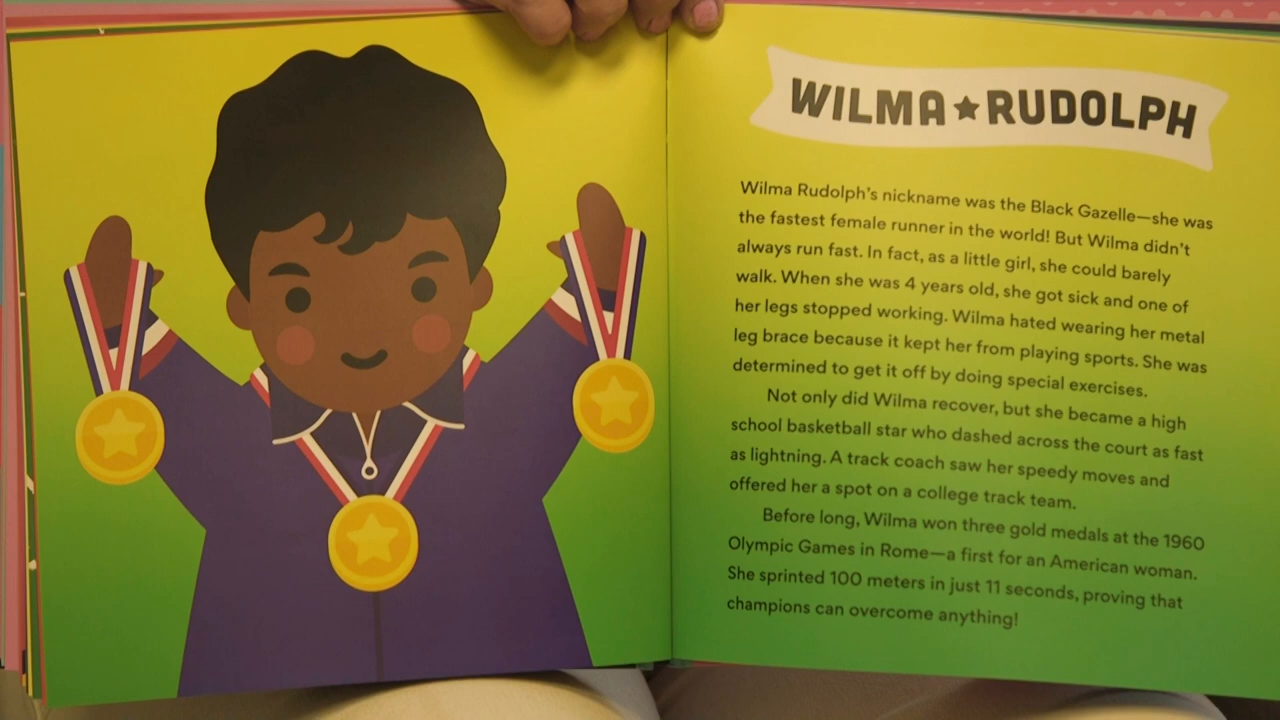 WILMA★RUDOLPH
Wilma Rudolph's nickname was the Black Gazelle—she was
the fastest female runner in the world! But Wilma didn't
always run fast. In fact, as a little girl, she could barely
walk. When she was 4 years old, she got sick and one of
her legs stopped working. Wilma hated wearing her metal
leg brace because it kept her from playing sports. She was
determined to get it off by doing special exercises.
Not only did Wilma recover, but she became a high
school basketball star who dashed across the court as fast
as lightning. A track coach saw her speedy moves and
offered her a spot on a college track team.
Before long, Wilma won three gold medals at the 1960
Olympic Games in Rome—a first for an American woman.
She sprinted 100 meters in just 11 seconds, proving that
champions can overcome anything!